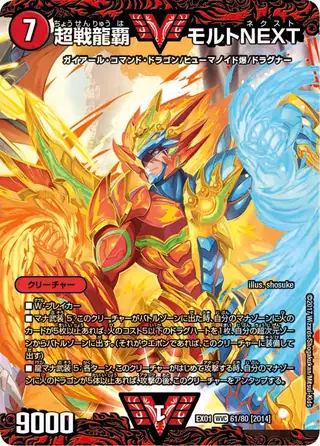 ちょうせんりゅうは
ネクスト
7
超戦龍覇 モルトNEXT
ガイアール・コマンド・ドラゴン/ヒューマノイド爆/ドラグナー
illus. shosuke
クリーチャー
■W・ブレイカー
■マナ武装 5:このクリーチャーがバトルゾーンに出た時、自分のマナゾーンに火の
カードが5枚以上あれば、火のコスト5以下のドラグハートを1枚、自分の超次元ゾ
ーンからバトルゾーンに出す。(それがウエポンであれば、このクリーチャーに装備して出
す)
■龍マナ武装 5:各ターン、このクリーチャーがはじめて攻撃する時、自分のマナゾー
ンに火のドラゴンが5体以上あれば、攻撃の後、このクリーチャーをアンタップする。
9000
EX01 WVC 61/80 [2014]